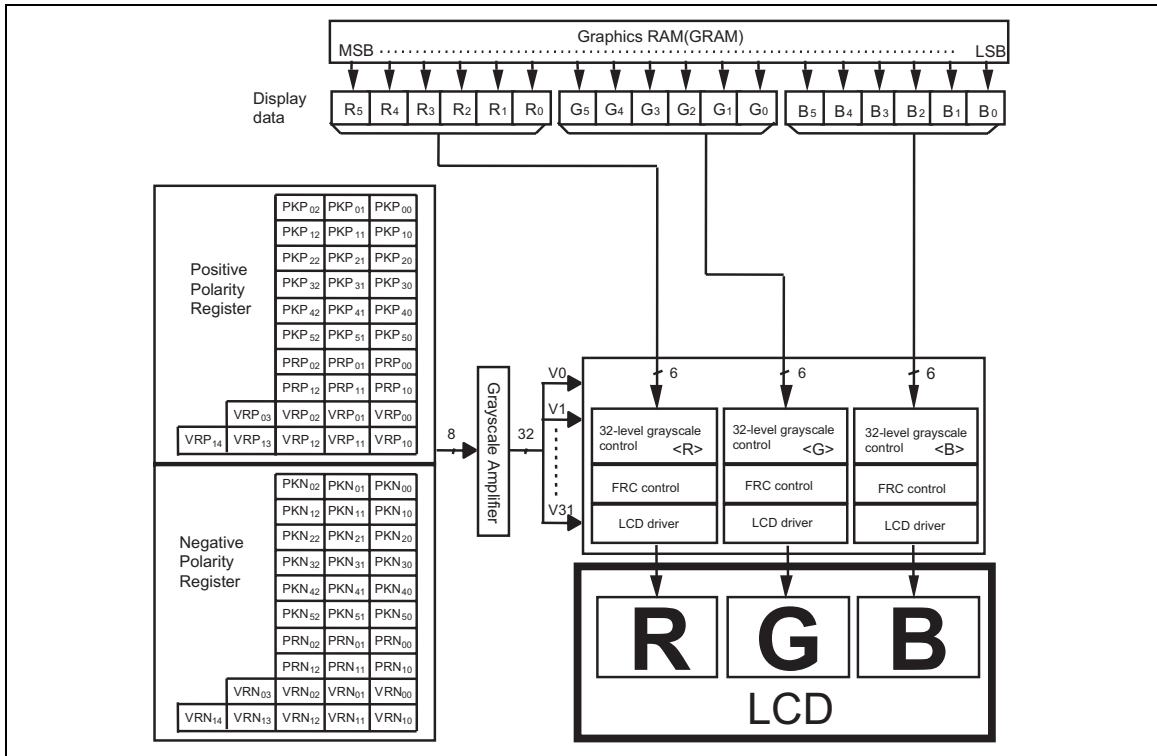 Graphics RAM(GRAM)
MSB LSB
Display
data
R5 R4 R3 R2 R1 R0 G5 G4 G3 G2 G1 G0 B5 B4 B3 B2 B1 B0
Positive
Polarity
Register
PKP02 PKP01 PKP00
PKP12 PKP11 PKP10
PKP22 PKP21 PKP20
PKP32 PKP31 PKP30
PKP42 PKP41 PKP40
PKP52 PKP51 PKP50
PRP02 PRP01 PRP00
PRP12 PRP11 PRP10
VRP03 VRP02 VRP01 VRP00
VRP14 VRP13 VRP12 VRP11 VRP10
Negative
Polarity
Register
PKN02 PKN01 PKN00
PKN12 PKN11 PKN10
PKN22 PKN21 PKN20
PKN32 PKN31 PKN30
PKN42 PKN41 PKN40
PKN52 PKN51 PKN50
PRN02 PRN01 PRN00
PRN12 PRN11 PRN10
VRN03 VRN02 VRN01 VRN00
VRN14 VRN13 VRN12 VRN11 VRN10
8
Grayscale Amplifier
32
V0
V1
V31
6 6 6
32-level grayscale
control <R>
FRC control
LCD driver
32-level grayscale
control <G>
FRC control
LCD driver
32-level grayscale
control <B>
FRC control
LCD driver
R G B
LCD